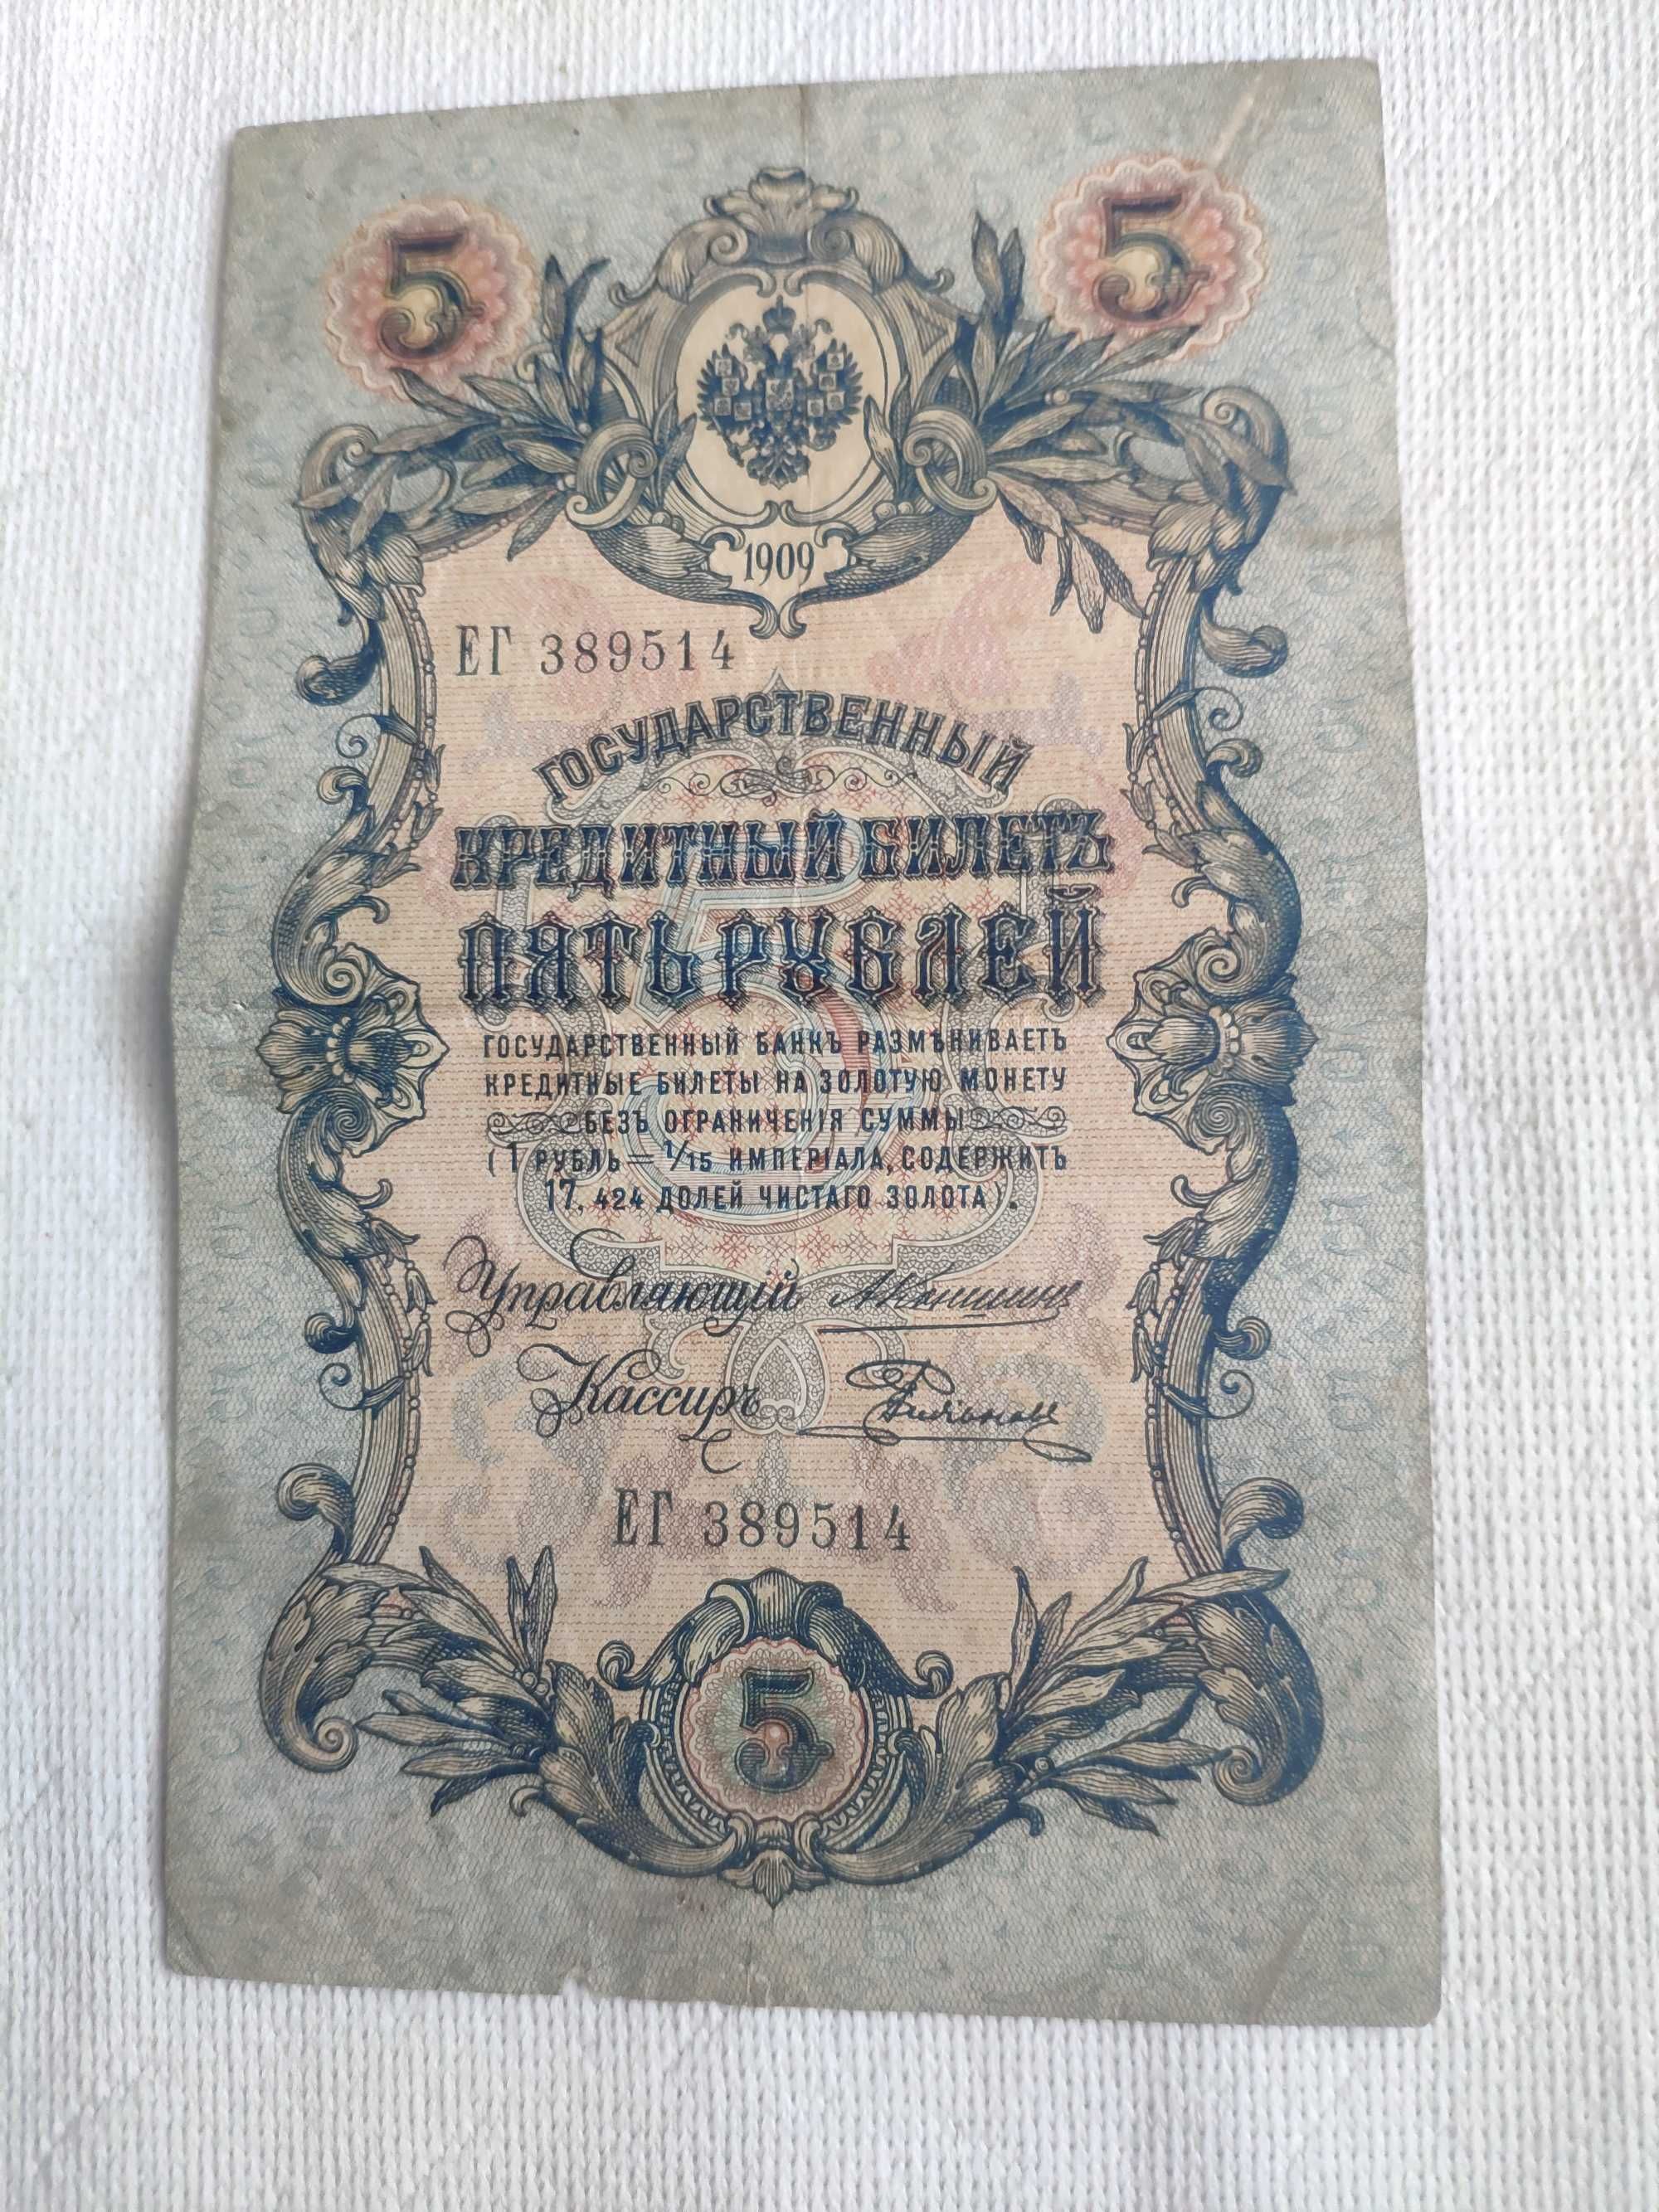 5 5
1909
ЕГ 389514
ГОСУДАРСТВЕННЫЙ
КРЕДИТНЫЙ БИЛЕТЪ
ПЯТЬ РУБЛЕЙ
ГОСУДАРСТВЕННЫЙ БАНКЪ РАЗМѢНИВАЕТЪ
КРЕДИТНЫЕ БИЛЕТЫ НА ЗОЛОТУЮ МОНЕТУ
БЕЗЪ ОГРАНИЧЕНІЯ СУММЫ
(1 РУБЛЬ = 1/15 ИМПЕРІАЛА, СОДЕРЖИТЪ
17,424 ДОЛЕЙ ЧИСТАГО ЗОЛОТА).
Управляющій АКоншинъ
Кассиръ
ЕГ 389514
5